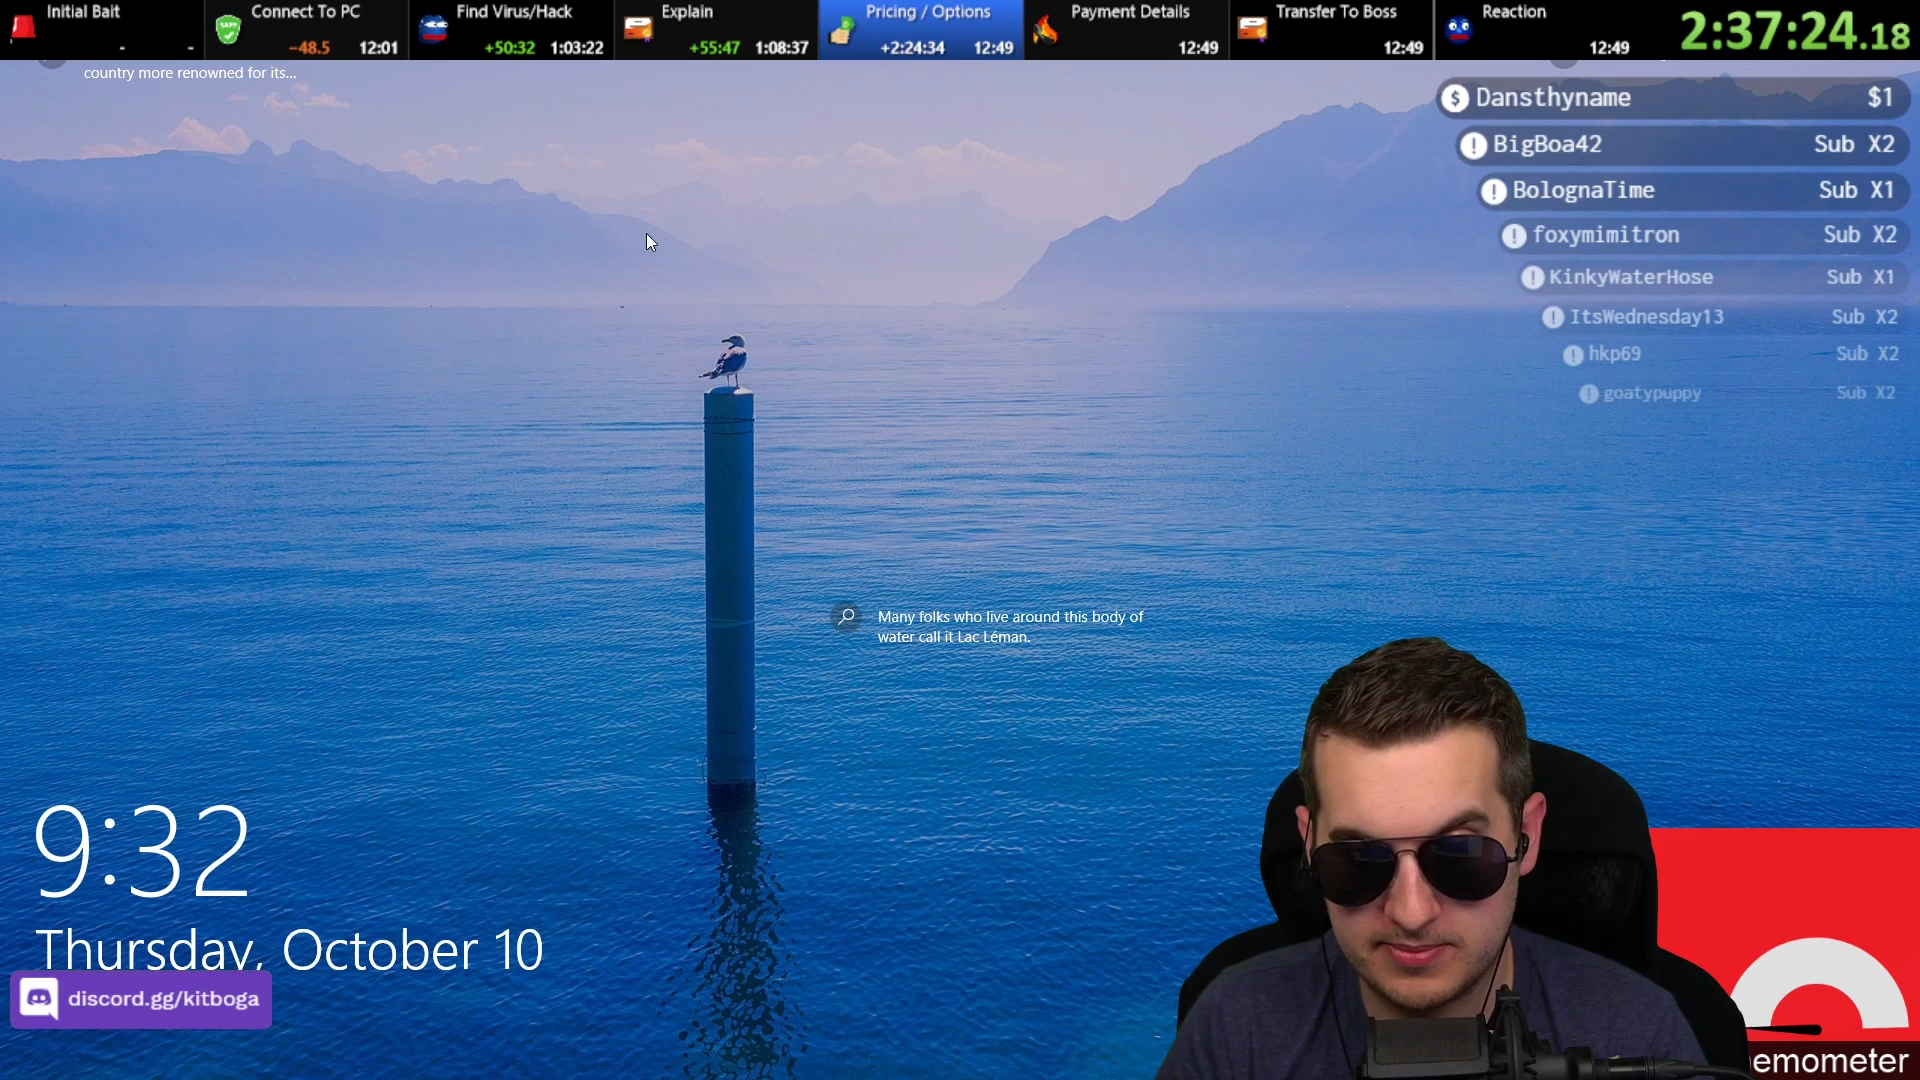 Initial Bait
- -
Connect To PC
-48.5 12:01
Find Virus/Hack
+50:32 1:03:22
Explain
+55:47 1:08:37
Pricing / Options
+2:24:34 12:49
Payment Details
12:49
Transfer To Boss
12:49
Reaction
12:49
2:37:24.18
country more renowned for its...
$ Dansthyname $1
! BigBoa42 Sub X2
! BolognaTime Sub X1
! foxymimitron Sub X2
! KinkyWaterHose Sub X1
! ItsWednesday13 Sub X2
! hkp69 Sub X2
! goatypuppy Sub X2
Many folks who live around this body of
water call it Lac Léman.
9:32
Thursday, October 10
discord.gg/kitboga
emometer